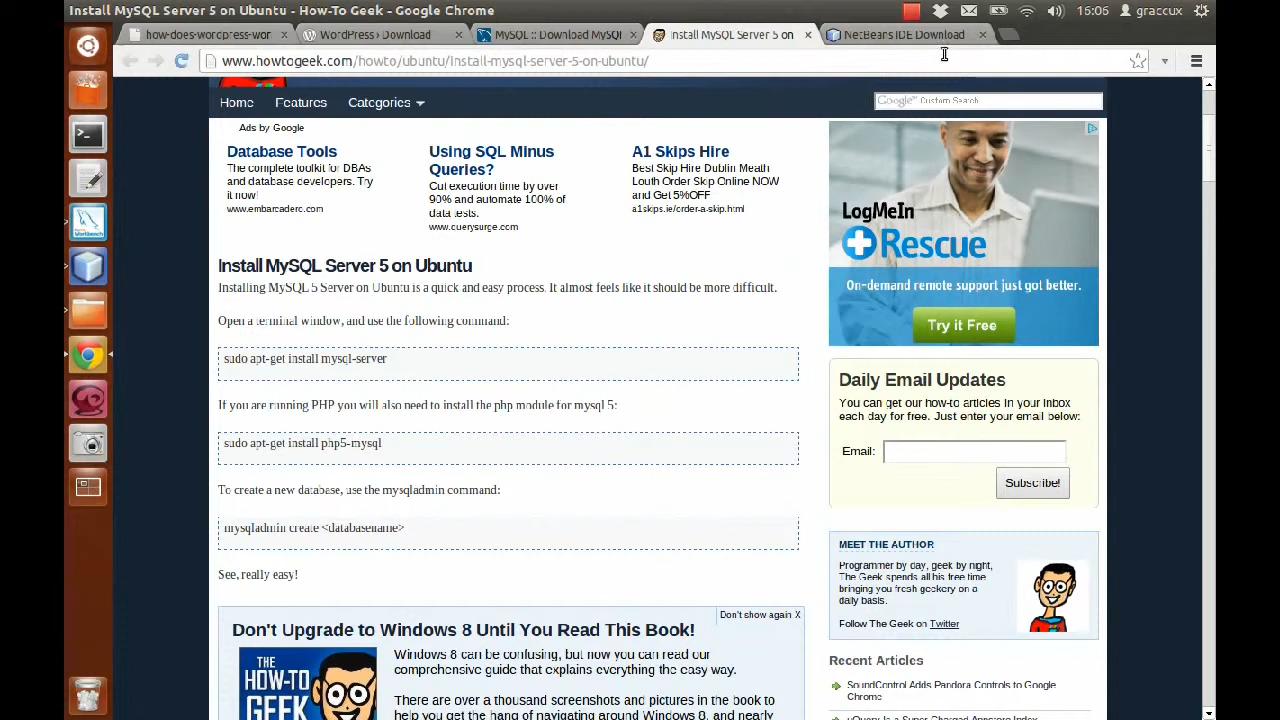 Install MySQL Server 5 on Ubuntu - How-To Geek - Google Chrome
16:06
graccux
how-does-wordpress-wor
WordPress › Download
MySQL :: Download MySQL
Install MySQL Server 5 on
NetBeans IDE Download
www.howtogeek.com/howto/ubuntu/install-mysql-server-5-on-ubuntu/
Home
Features
Categories
Google™ Custom Search
Ads by Google
Database Tools
The complete toolkit for DBAs
and database developers. Try
it now!
www.embarcadero.com
Using SQL Minus
Queries?
Cut execution time by over
90% and automate 100% of
data tests.
www.querysurge.com
A1 Skips Hire
Best Skip Hire Dublin Meath
Louth Order Skip Online NOW
and Get 5%OFF
a1skips.ie/order-a-skip.html
LogMeIn
Rescue
On-demand remote support just got better.
Try it Free
Install MySQL Server 5 on Ubuntu
Installing MySQL 5 Server on Ubuntu is a quick and easy process. It almost feels like it should be more difficult.
Open a terminal window, and use the following command:
sudo apt-get install mysql-server
If you are running PHP you will also need to install the php module for mysql 5:
sudo apt-get install php5-mysql
To create a new database, use the mysqladmin command:
mysqladmin create <databasename>
See, really easy!
Daily Email Updates
You can get our how-to articles in your inbox
each day for free. Just enter your email below:
Email:
Subscribe!
MEET THE AUTHOR
Programmer by day, geek by night,
The Geek spends all his free time
bringing you fresh geekery on a
daily basis.
Follow The Geek on Twitter
Recent Articles
SoundControl Adds Pandora Controls to Google
Chrome
Don't show again X
Don't Upgrade to Windows 8 Until You Read This Book!
THE
HOW-TO
GEEK
Windows 8 can be confusing, but now you can read our
comprehensive guide that explains everything the easy way.
There are over a thousand screenshots and pictures in the book to
help you get the hang of navigating around Windows 8, and nearly